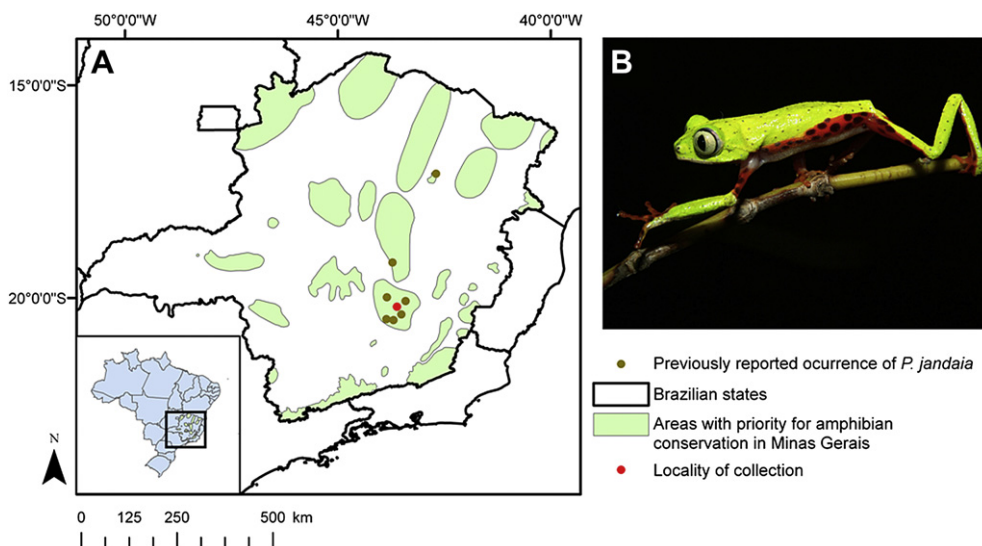 50°0'0"W 45°0'0"W 40°0'0"W
A
B
15°0'0"S
20°0'0"S
N
0 125 250 500 km
Previously reported ocurrence of P. jandaia
Brazilian states
Areas with priority for amphibian
conservation in Minas Gerais
Locality of collection